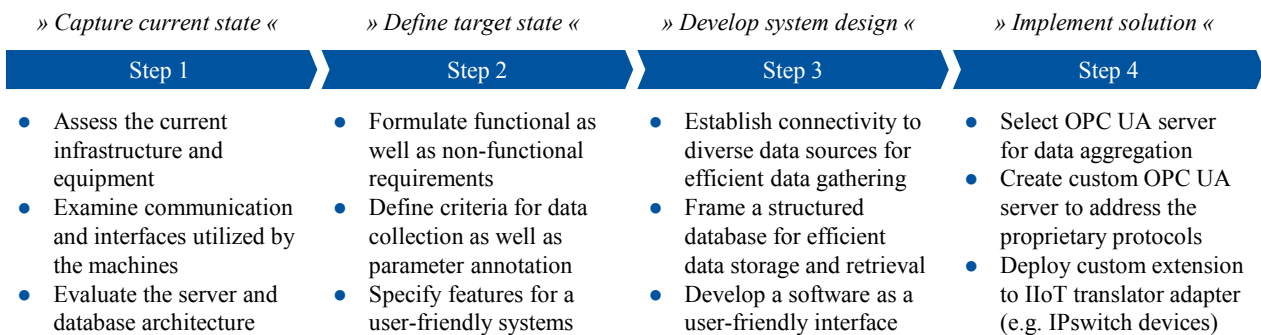 » Capture current state «
» Define target state «
» Develop system design «
» Implement solution «
Step 1
Step 2
Step 3
Step 4
● Assess the current
infrastructure and
equipment
● Examine communication
and interfaces utilized by
the machines
● Evaluate the server and
database architecture
● Formulate functional as
well as non-functional
requirements
● Define criteria for data
collection as well as
parameter annotation
● Specify features for a
user-friendly systems
● Establish connectivity to
diverse data sources for
efficient data gathering
● Frame a structured
database for efficient
data storage and retrieval
● Develop a software as a
user-friendly interface
● Select OPC UA server
for data aggregation
● Create custom OPC UA
server to address the
proprietary protocols
● Deploy custom extension
to IIoT translator adapter
(e.g. IPswitch devices)